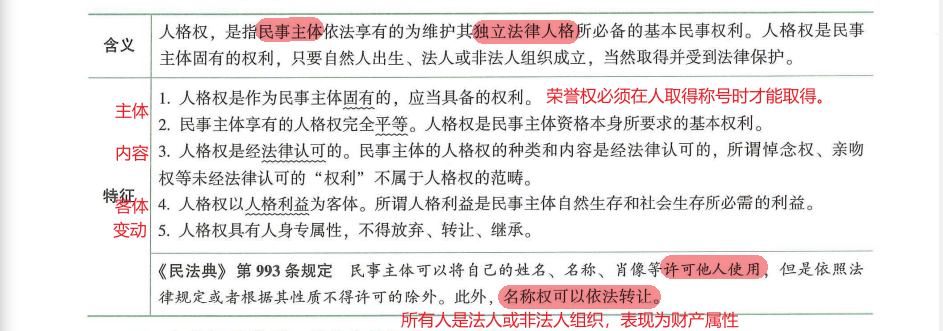 含义
人格权，是指民事主体依法享有的为维护其独立法律人格所必备的基本民事权利。人格权是民事
主体固有的权利，只要自然人出生、法人或非法人组织成立，当然取得并受到法律保护。
主体
1. 人格权是作为民事主体固有的，应当具备的权利。 荣誉权必须在人取得称号时才能取得。
2. 民事主体享有的人格权完全平等。人格权是民事主体资格本身所要求的基本权利。
内容
3. 人格权是经法律认可的。民事主体的人格权的种类和内容是经法律认可的，所谓悼念权、亲吻
权等未经法律认可的“权利”不属于人格权的范畴。
特征
客体
4. 人格权以人格利益为客体。所谓人格利益是民事主体自然生存和社会生存所必需的利益。
变动
5. 人格权具有人身专属性，不得放弃、转让、继承。
《民法典》第 993 条规定 民事主体可以将自己的姓名、名称、肖像等许可他人使用，但是依照法
律规定或者根据其性质不得许可的除外。此外，名称权可以依法转让。
所有人是法人或非法人组织，表现为财产属性